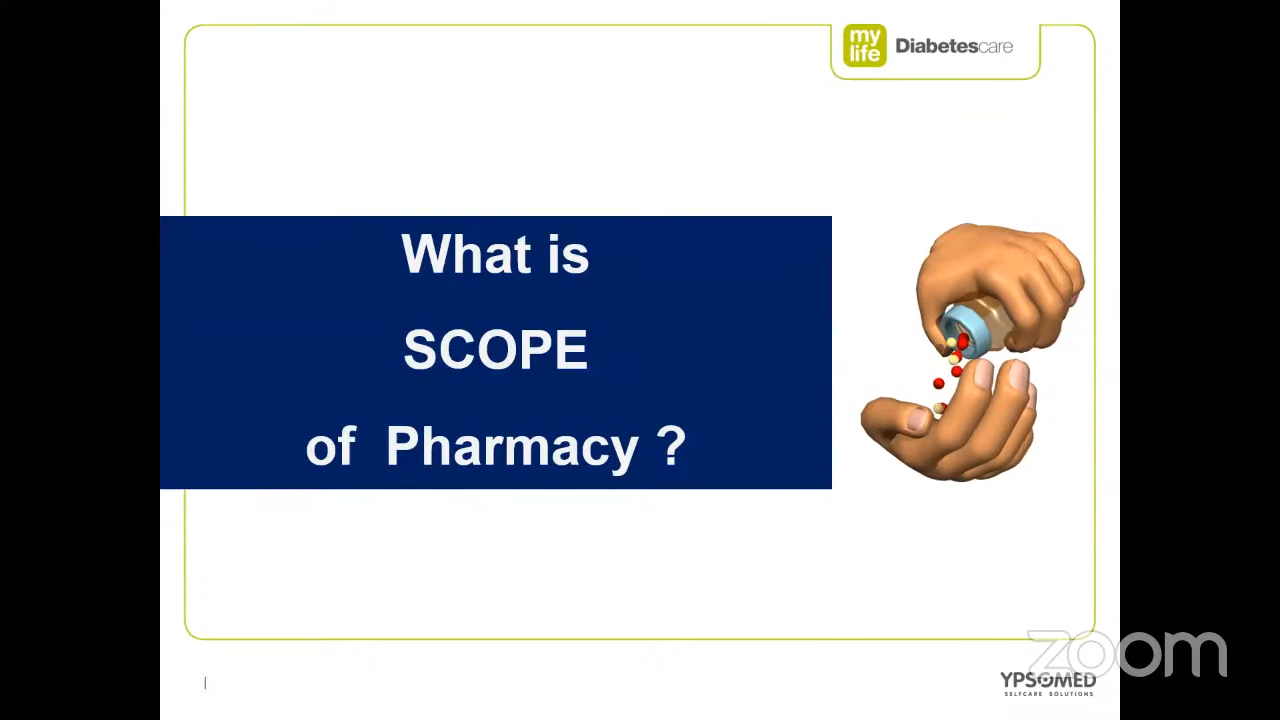 my
life
Diabetescare
What is
SCOPE
of Pharmacy ?
zoom
YPSOMED
SELFCARE SOLUTIONS